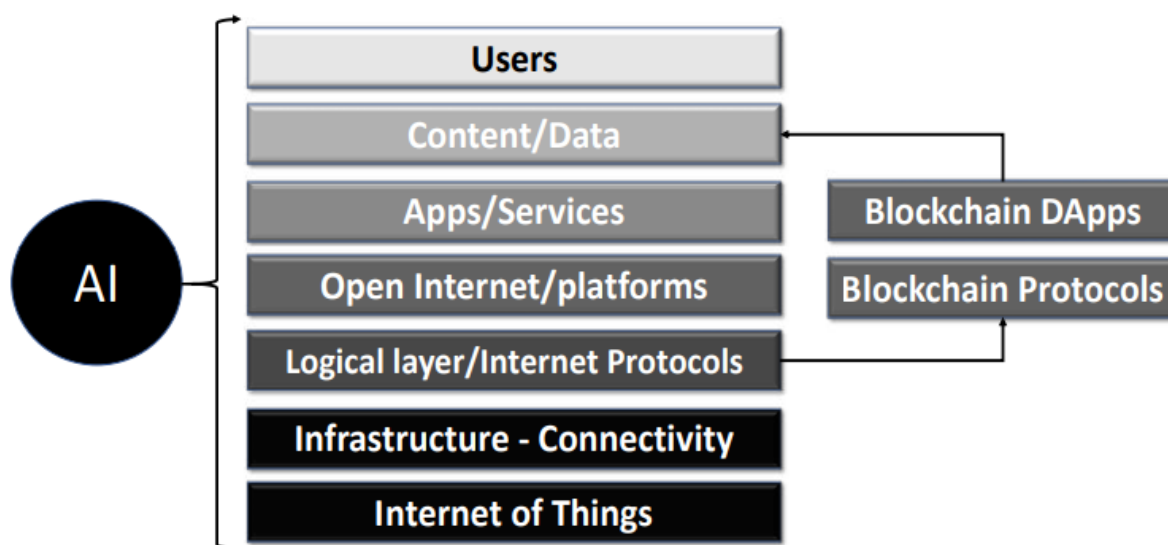 Users
Content/Data
Apps/Services
Open Internet/platforms
Logical layer/Internet Protocols
Infrastructure - Connectivity
Internet of Things
AI
Blockchain DApps
Blockchain Protocols